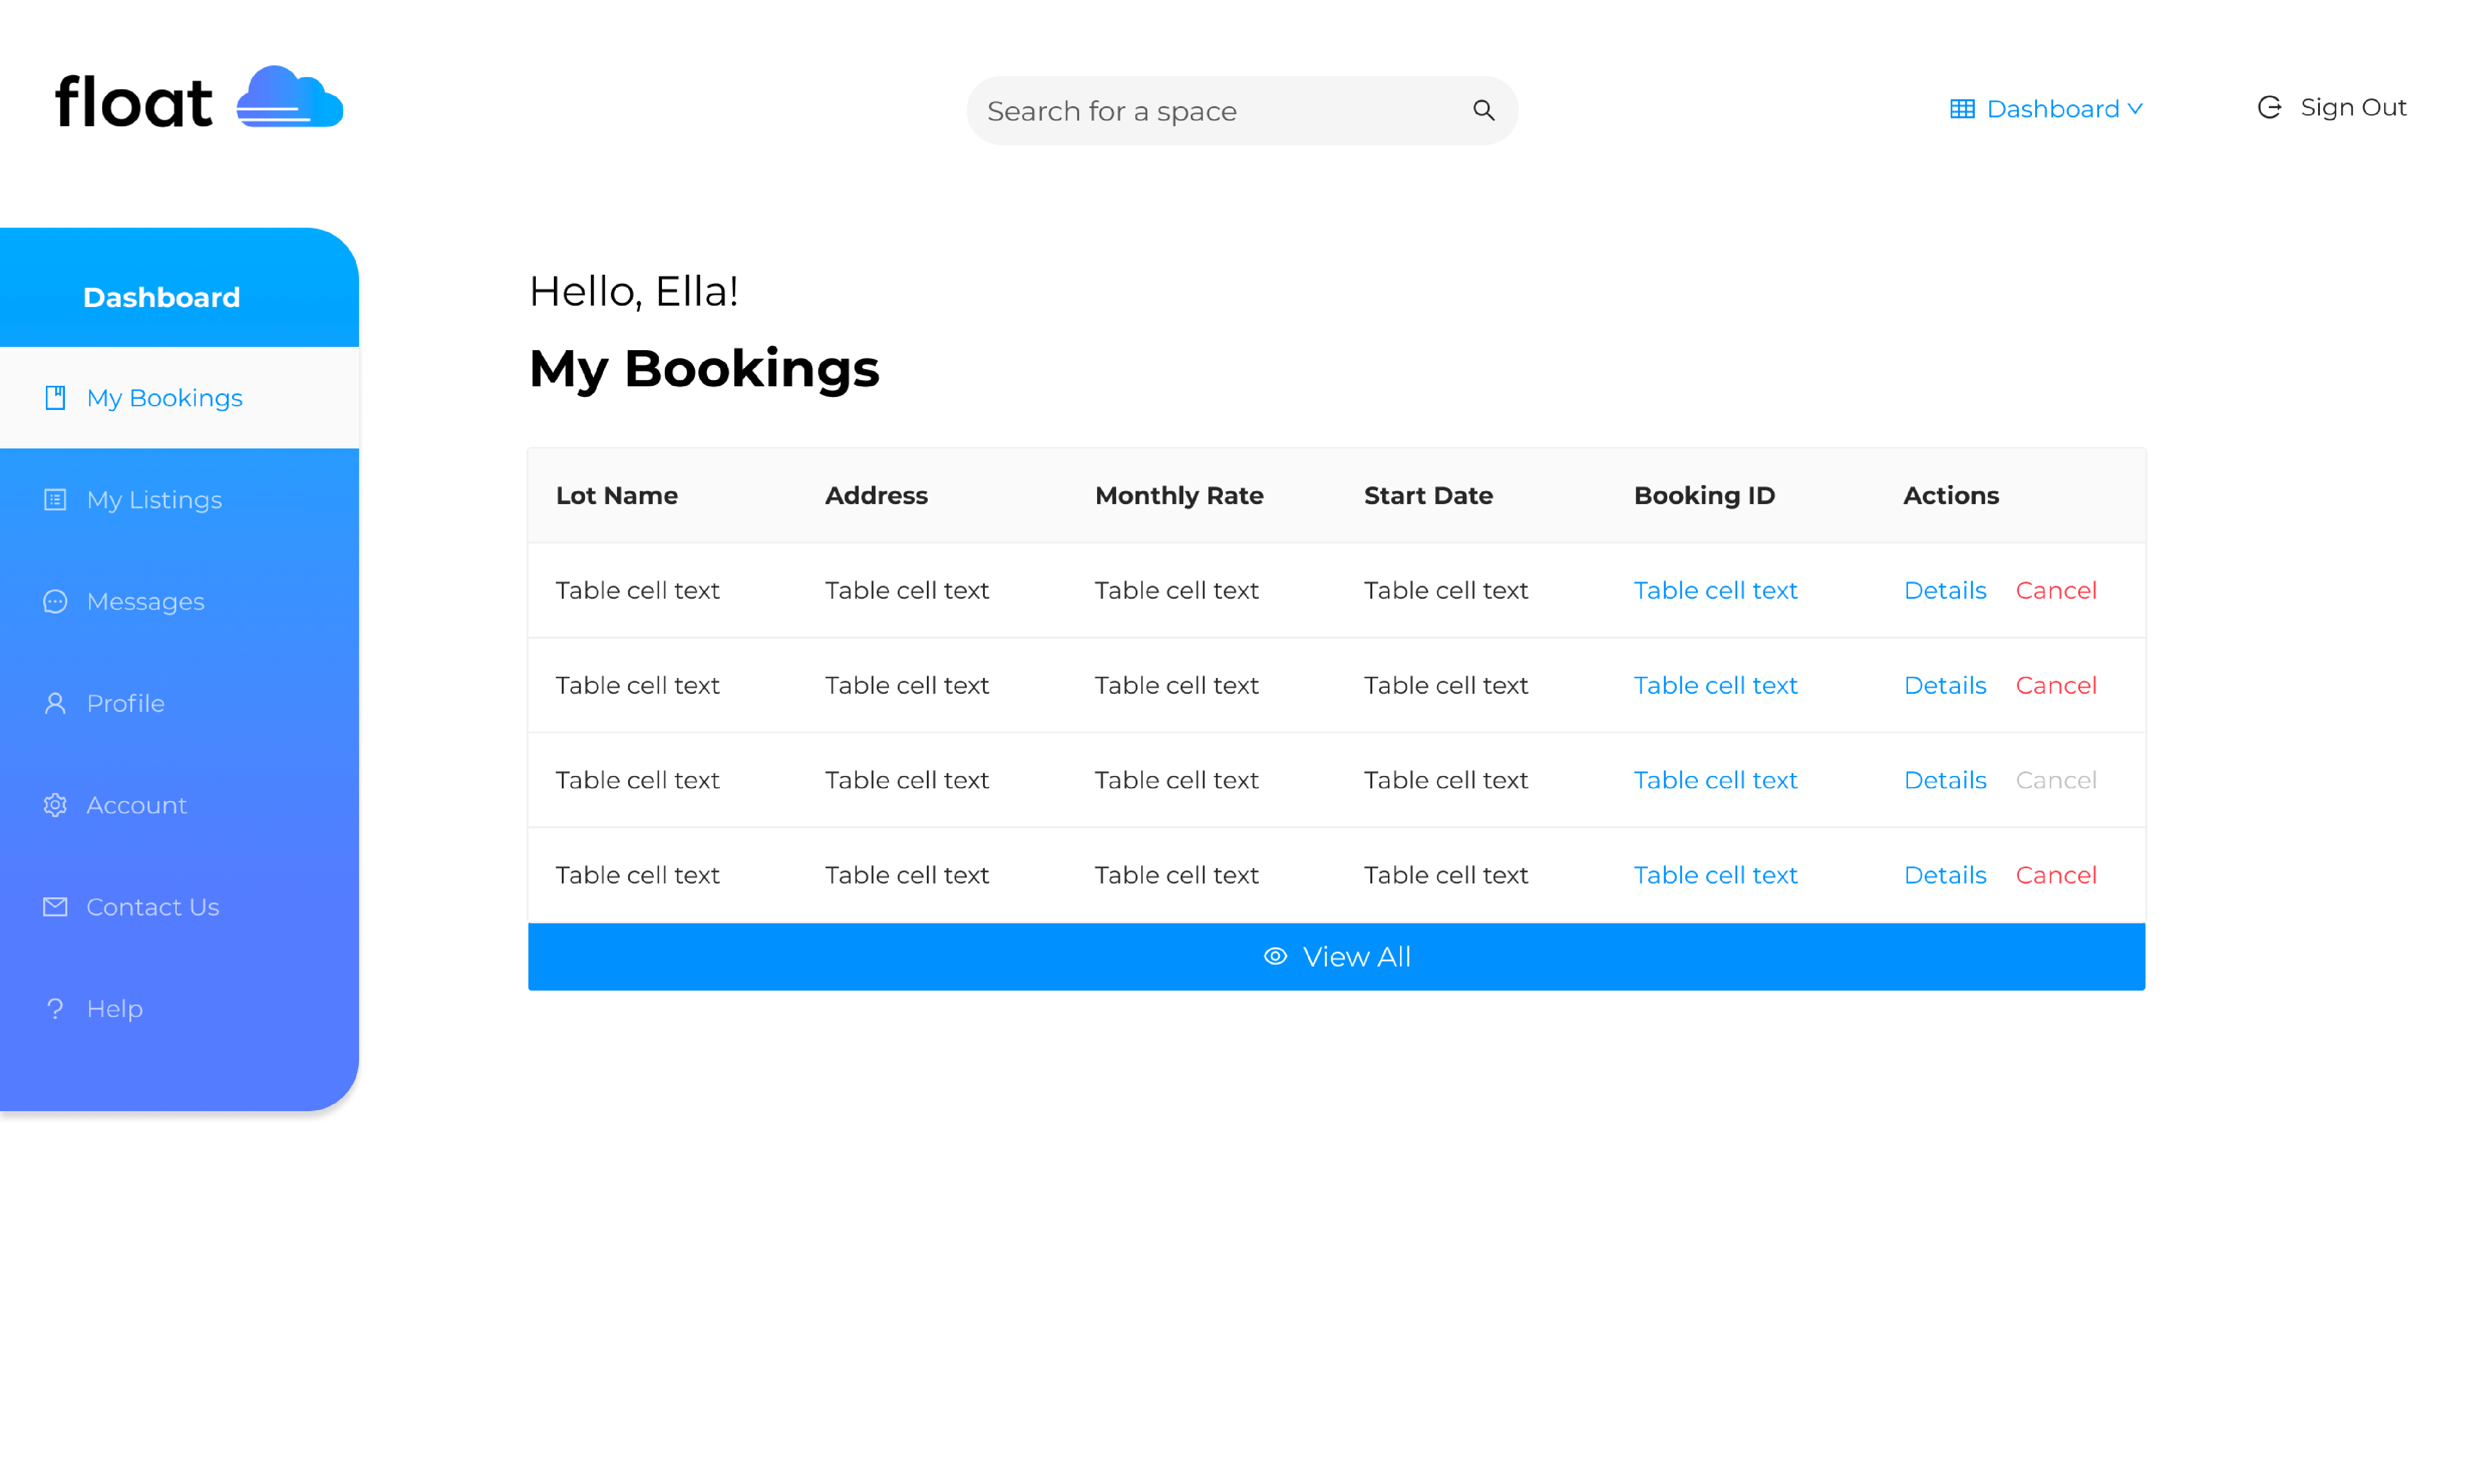 float
Search for a space
Dashboard
Sign Out
Dashboard
My Bookings
My Listings
Messages
Profile
Account
Contact Us
Help
Hello, Ella!
My Bookings
Lot Name Address Monthly Rate Start Date Booking ID Actions
Table cell text Table cell text Table cell text Table cell text Table cell text Details Cancel
Table cell text Table cell text Table cell text Table cell text Table cell text Details Cancel
Table cell text Table cell text Table cell text Table cell text Table cell text Details Cancel
Table cell text Table cell text Table cell text Table cell text Table cell text Details Cancel
View All